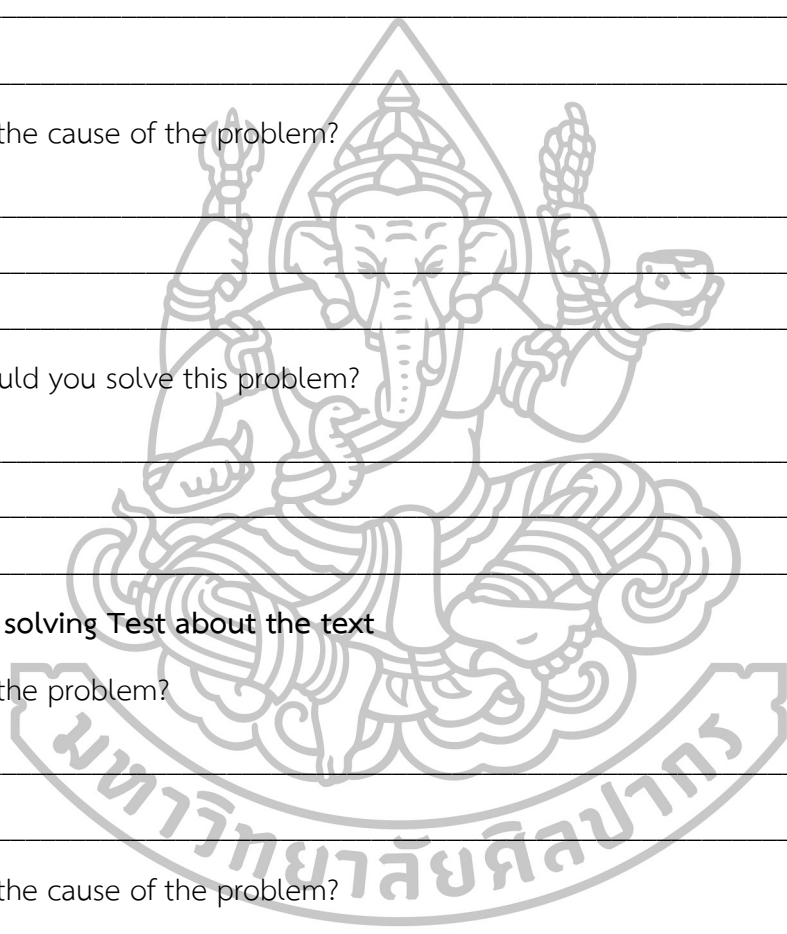 the cause of the problem?
uld you solve this problem?
solving Test about the text
the problem?
มหาวิทยาลัยศิลปากร
the cause of the problem?